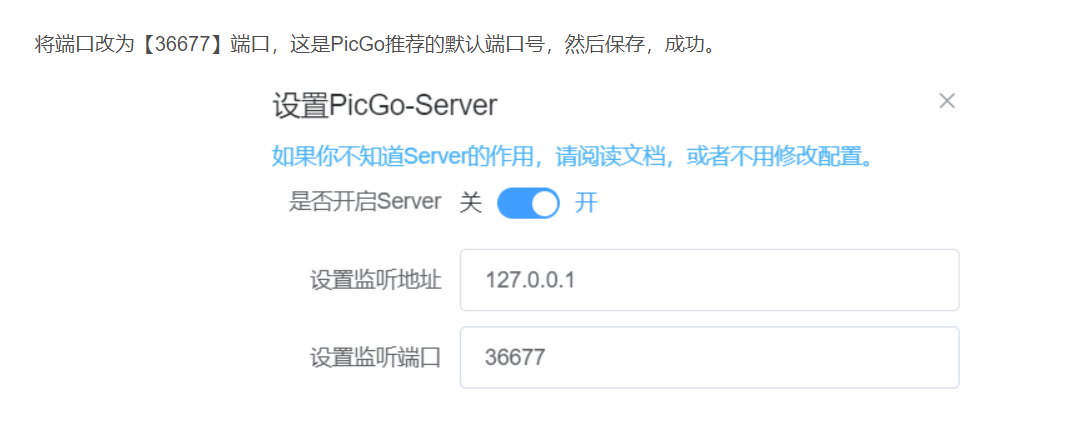 将端口改为【36677】端口，这是PicGo推荐的默认端口号，然后保存，成功。
设置PicGo-Server
如果你不知道Server的作用，请阅读文档，或者不用修改配置。
是否开启Server 关 开
设置监听地址 127.0.0.1
设置监听端口 36677